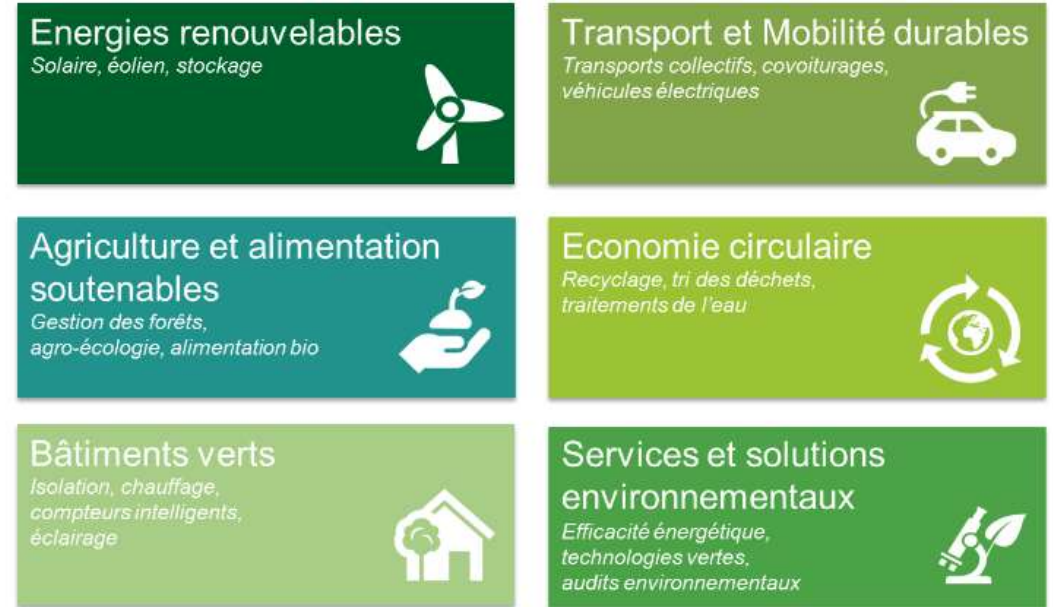 Energies renouvelables
Solaire, éolien, stockage
Transport et Mobilité durables
Transports collectifs, covoiturages,
véhicules électriques
Agriculture et alimentation
soutenables
Gestion des forêts,
agro-écologie, alimentation bio
Economie circulaire
Recyclage, tri des déchets,
traitements de l'eau
Bâtiments verts
Isolation, chauffage,
compteurs intelligents,
éclairage
Services et solutions
environnementaux
Efficacité énergétique,
technologies vertes,
audits environnementaux